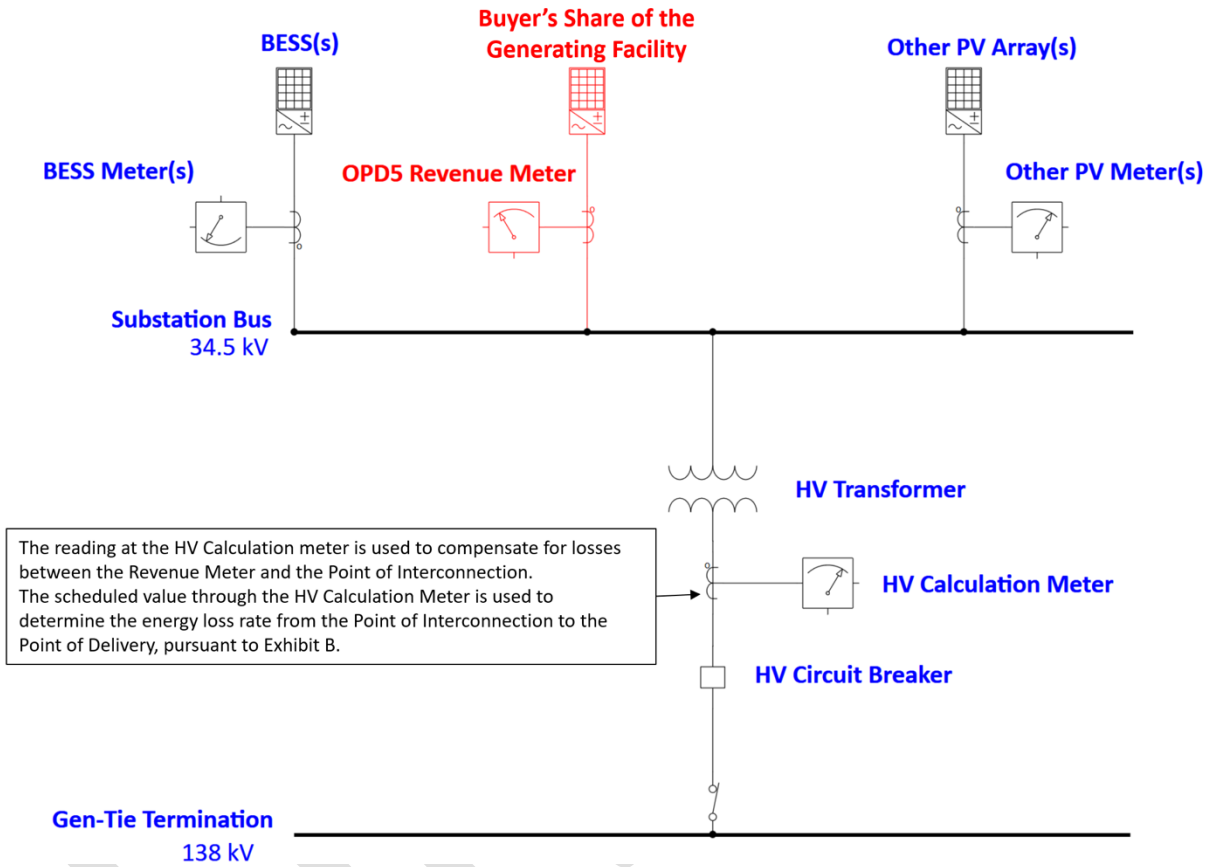 BESS(s)
Buyer's Share of the
Generating Facility
Other PV Array(s)
BESS Meter(s)
OPD5 Revenue Meter
Other PV Meter(s)
Substation Bus
34.5 kV
HV Transformer
The reading at the HV Calculation meter is used to compensate for losses
between the Revenue Meter and the Point of Interconnection.
The scheduled value through the HV Calculation Meter is used to
determine the energy loss rate from the Point of Interconnection to the
Point of Delivery, pursuant to Exhibit B.
HV Calculation Meter
HV Circuit Breaker
Gen-Tie Termination
138 kV